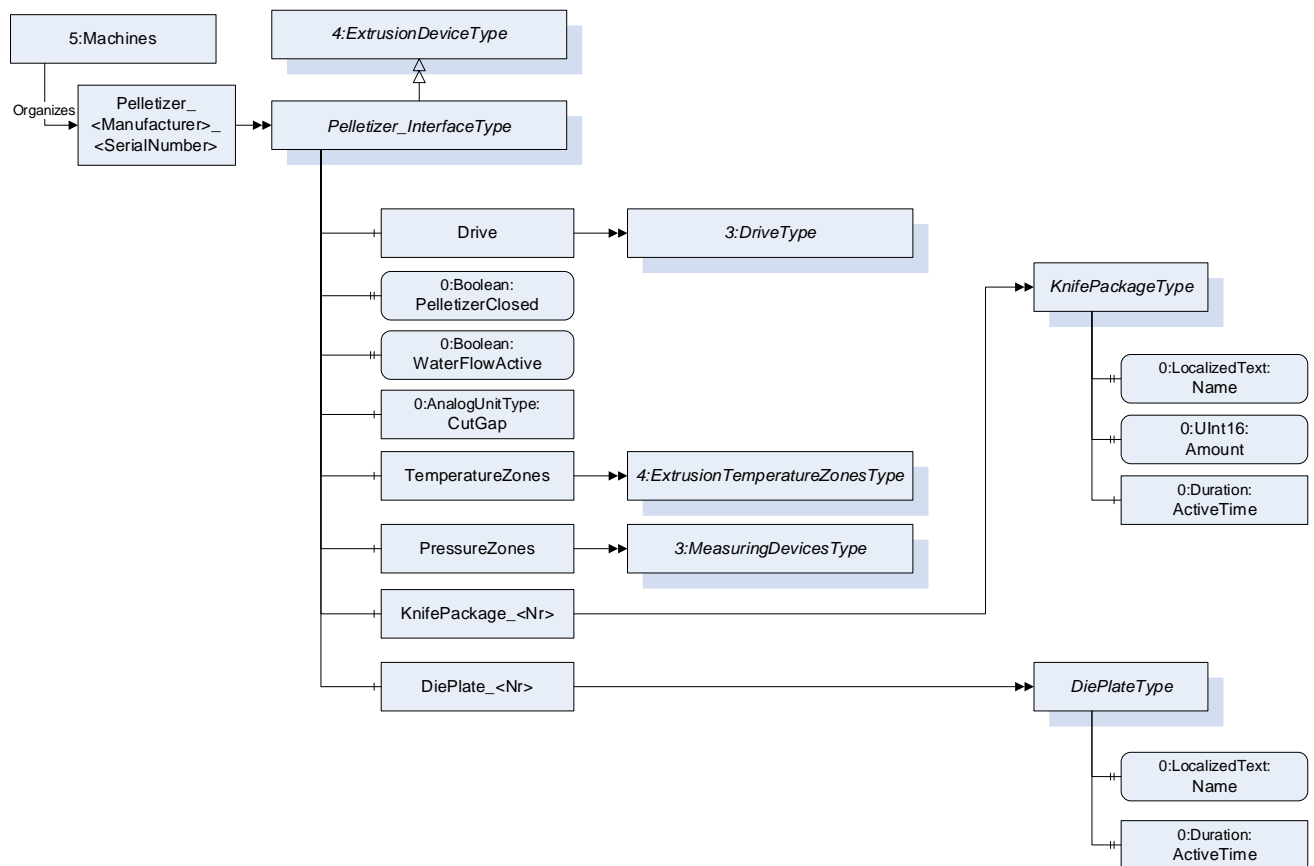 5:Machines
4:ExtrusionDeviceType
Organizes
Pelletizer_
<Manufacturer>_
<SerialNumber>
Pelletizer_InterfaceType
Drive
3:DriveType
0:Boolean:
PelletizerClosed
0:Boolean:
WaterFlowActive
0:AnalogUnitType:
CutGap
TemperatureZones
4:ExtrusionTemperatureZonesType
PressureZones
3:MeasuringDevicesType
KnifePackage_<Nr>
DiePlate_<Nr>
KnifePackageType
0:LocalizedText:
Name
0:UInt16:
Amount
0:Duration:
ActiveTime
DiePlateType
0:LocalizedText:
Name
0:Duration:
ActiveTime